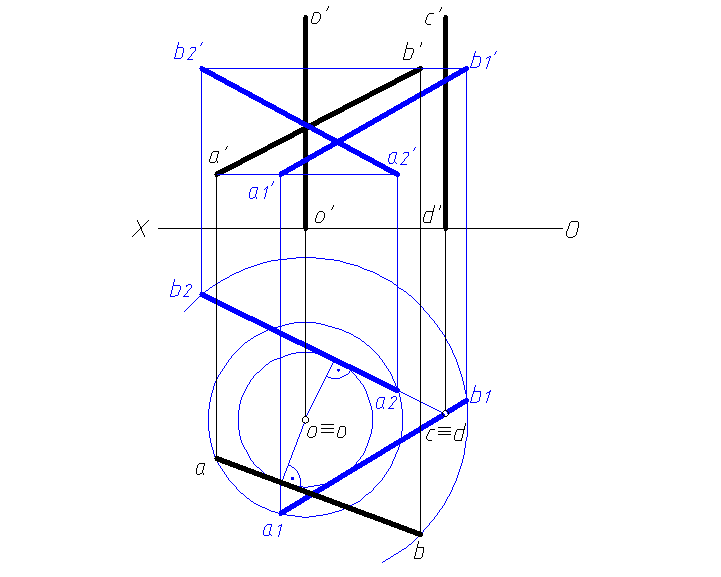 o' c'
b2' b' b1'
a' a2'
a1'
o' d'
X O
b2
a2 b1
o≡o c≡d
a
a1
b